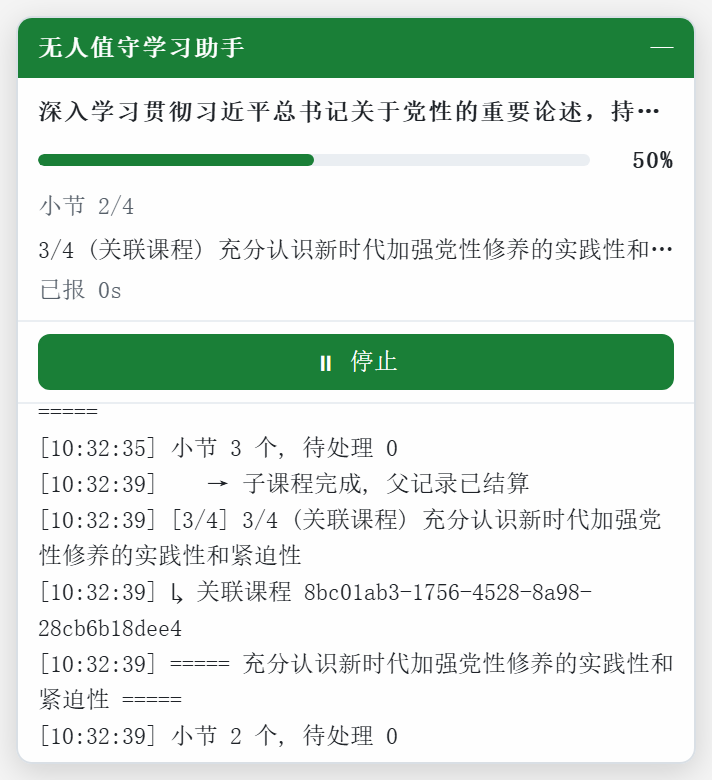 无人值守学习助手
深入学习贯彻习近平总书记关于党性的重要论述，持…
50%
小节 2/4
3/4 (关联课程) 充分认识新时代加强党性修养的实践性和…
已报 0s
⏸ 停止
=====
[10:32:35] 小节 3 个, 待处理 0
[10:32:39] → 子课程完成, 父记录已结算
[10:32:39] [3/4] 3/4 (关联课程) 充分认识新时代加强党
性修养的实践性和紧迫性
[10:32:39] ↳ 关联课程 8bc01ab3-1756-4528-8a98-
28cb6b18dee4
[10:32:39] ===== 充分认识新时代加强党性修养的实践性和
紧迫性 =====
[10:32:39] 小节 2 个, 待处理 0